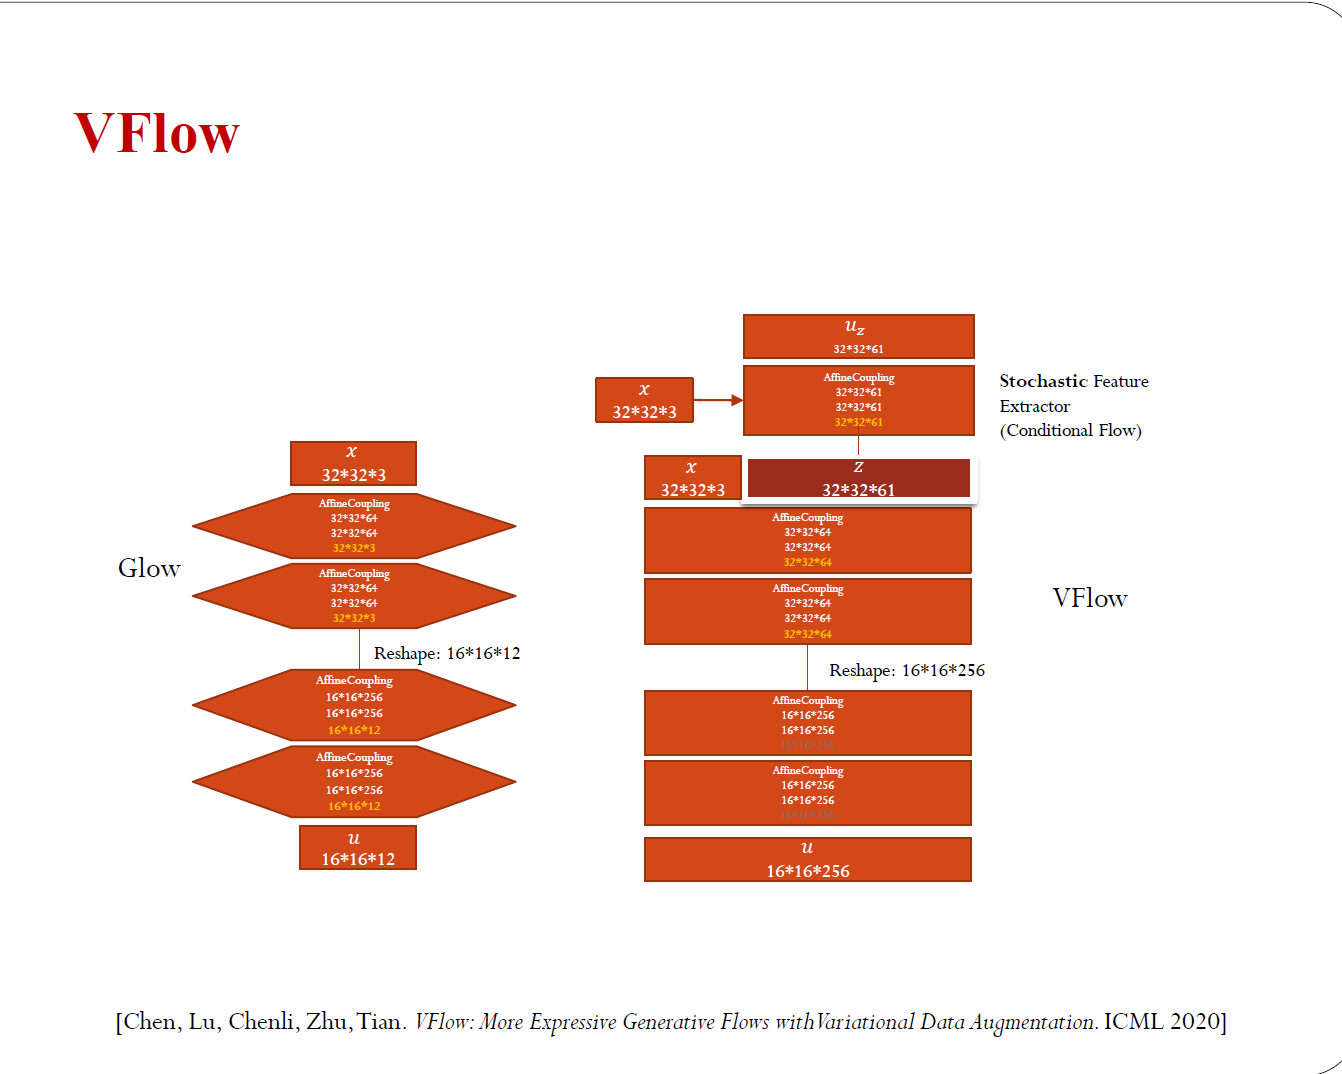 VFlow
x
32*32*3
AffineCoupling
32*32*64
32*32*64
32*32*3
AffineCoupling
32*32*64
32*32*64
32*32*3
Glow
Reshape: 16*16*12
AffineCoupling
16*16*256
16*16*256
16*16*12
AffineCoupling
16*16*256
16*16*256
16*16*12
u
16*16*12
u_z
32*32*61
x
32*32*3
AffineCoupling
32*32*61
32*32*61
32*32*61
Stochastic Feature
Extractor
(Conditional Flow)
x
32*32*3
z
32*32*61
AffineCoupling
32*32*64
32*32*64
32*32*64
AffineCoupling
32*32*64
32*32*64
32*32*64
VFlow
Reshape: 16*16*256
AffineCoupling
16*16*256
16*16*256
16*16*256
AffineCoupling
16*16*256
16*16*256
16*16*256
u
16*16*256
[Chen, Lu, Chenli, Zhu, Tian. VFlow: More Expressive Generative Flows with Variational Data Augmentation. ICML 2020]